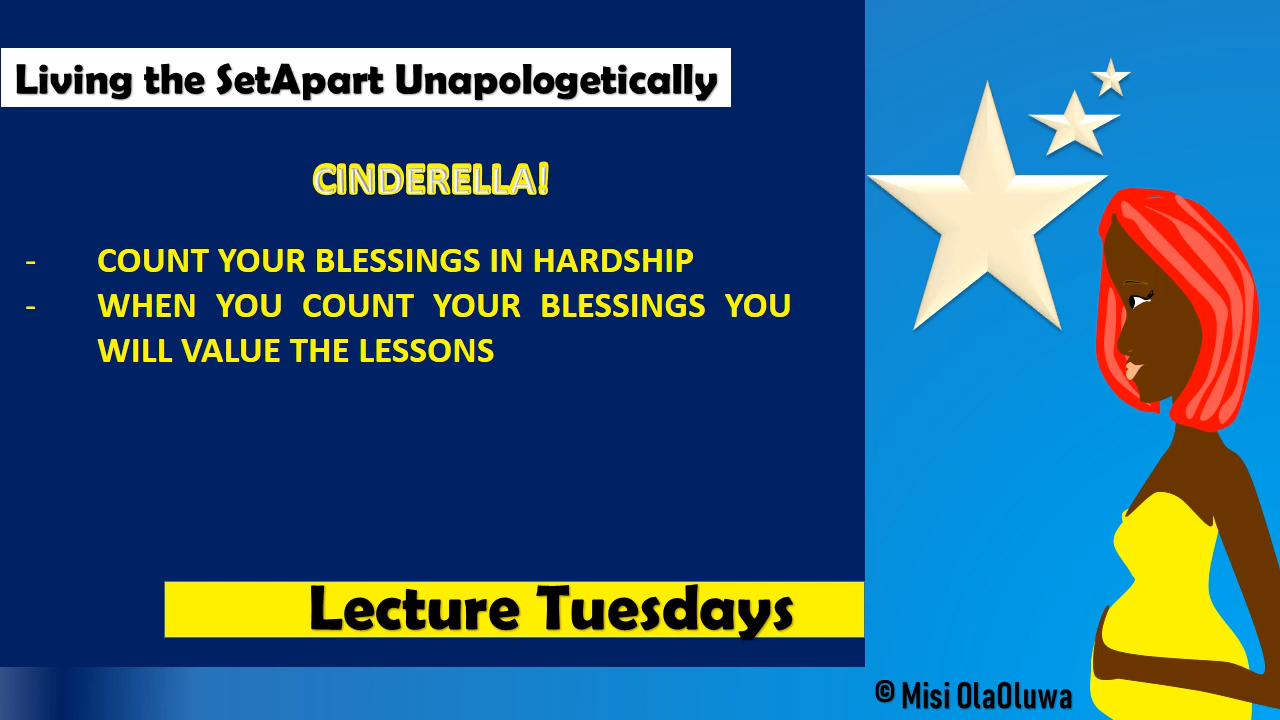 Living the SetApart Unapologetically
CINDERELLA!
- COUNT YOUR BLESSINGS IN HARDSHIP
- WHEN YOU COUNT YOUR BLESSINGS YOU
WILL VALUE THE LESSONS
Lecture Tuesdays
© Misi OlaOluwa